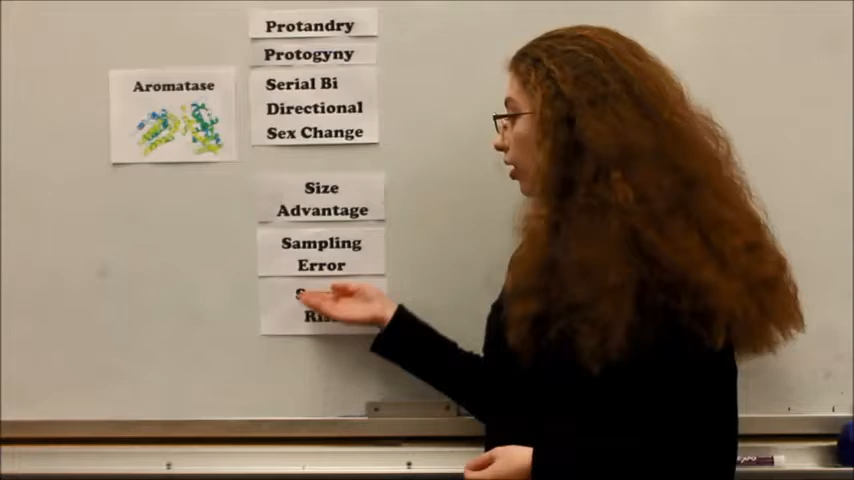 Protandry
Protogyny
Aromatase
Serial Bi
Directional
Sex Change
Size
Advantage
Sampling
Error